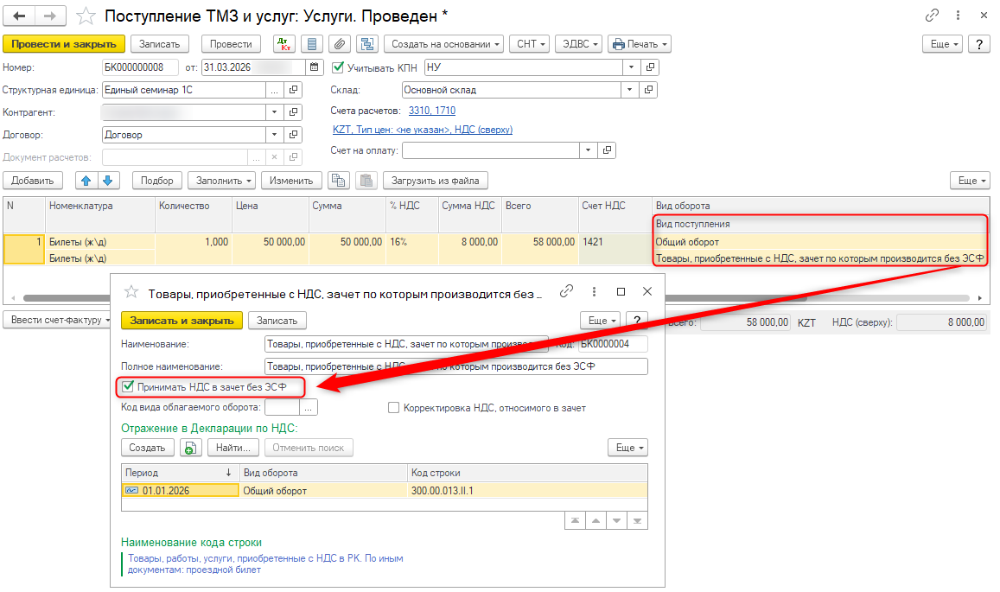 Поступление ТМЗ и услуг: Услуги. Проведен *
Провести и закрыть Записать Провести Дт Кт Создать на основании СНТ ЭДВС Печать Еще ?
Номер: БК000000008 от: 31.03.2026 Учитывать КПН НУ
Структурная единица: Единый семинар 1С ... Склад: Основной склад
Контрагент: Счета расчетов: 3310, 1710
KZT, Тип цен: <не указан>, НДС (сверху)
Договор: Договор
Счет на оплату:
Документ расчетов: ...
Добавить Подбор Заполнить Изменить Загрузить из файла Еще
N Номенклатура Количество Цена Сумма % НДС Сумма НДС Всего Счет НДС Вид оборота
Вид поступления
1 Билеты (ж\д) 1,000 50 000,00 50 000,00 16% 8 000,00 58 000,00 1421 Общий оборот
Билеты (ж\д) Товары, приобретенные с НДС, зачет по которым производится без ЭСФ
Ввести счет-фактуру Всего: 58 000,00 KZT НДС (сверху): 8 000,00
Товары, приобретенные с НДС, зачет по которым производится без ...
Записать и закрыть Записать Еще ?
Наименование: Товары, приобретенные с НДС, зачет по которым Код: БК0000004
Полное наименование: Товары, приобретенные с НДС, по которым производится без ЭСФ
Принимать НДС в зачет без ЭСФ
Код вида облагаемого оборота: ... Корректировка НДС, относимого в зачет
Отражение в Декларации по НДС:
Создать Найти... Отменить поиск Еще
Период ↓ Вид оборота Код строки
01.01.2026 Общий оборот 300.00.013.II.1
Наименование кода строки
Товары, работы, услуги, приобретенные с НДС в РК. По иным
документам: проездной билет